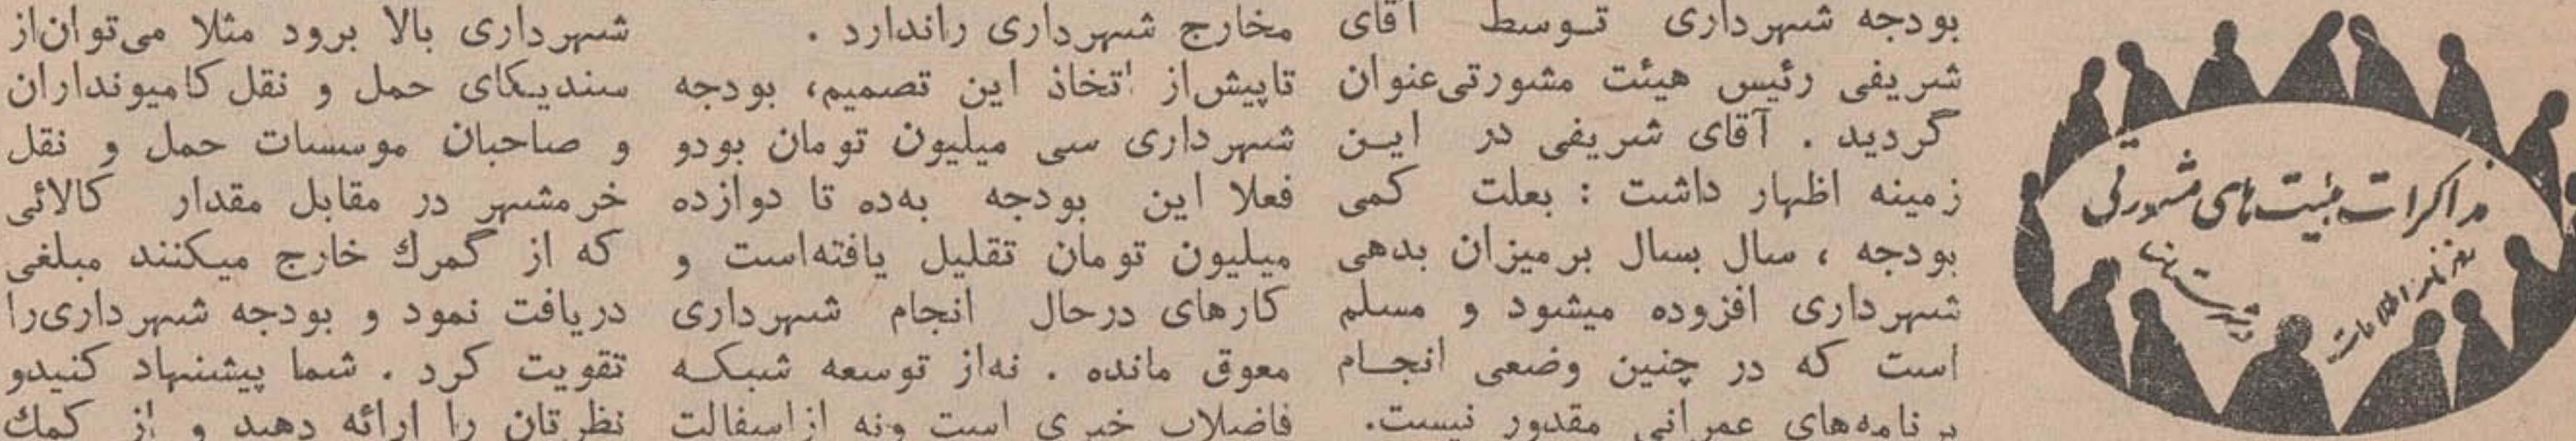 مذاکرات هیئت های مشورتی
روزنامه اطلاعات
بودجه شهرداری توسط آقای
شریفی رئیس هیئت مشورتی‌عنوان
گردید . آقای شریفی در این
زمینه اظهار داشت : بعلت کمی
بودجه ، سال بسال برمیزان بدهی
شهرداری افزوده میشود و مسلم
است که در چنین وضعی انجام
برنامه‌های عمرانی مقدور نیست.
مخارج شهرداری راندارد .
تاپیش‌از اتخاذ این تصمیم، بودجه
شهرداری سی میلیون تومان بودو
فعلا این بودجه به‌ده تا دوازده
میلیون تومان تقلیل یافته‌است و
کارهای درحال انجام شهرداری
معوق مانده . نه‌از توسعه شبکه
فاضلاب خبری است ونه ازاسفالت
شهرداری بالا برود مثلا می‌توان‌از
سندیکای حمل و نقل کامیونداران
و صاحبان موسسات حمل و نقل
خرمشهر در مقابل مقدار کالائی
که از گمرک خارج میکنند مبلغی
دریافت نمود و بودجه شهرداری‌را
تقویت کرد . شما پیشنهاد کنیدو
نظرتان را ارائه دهید و از کمک